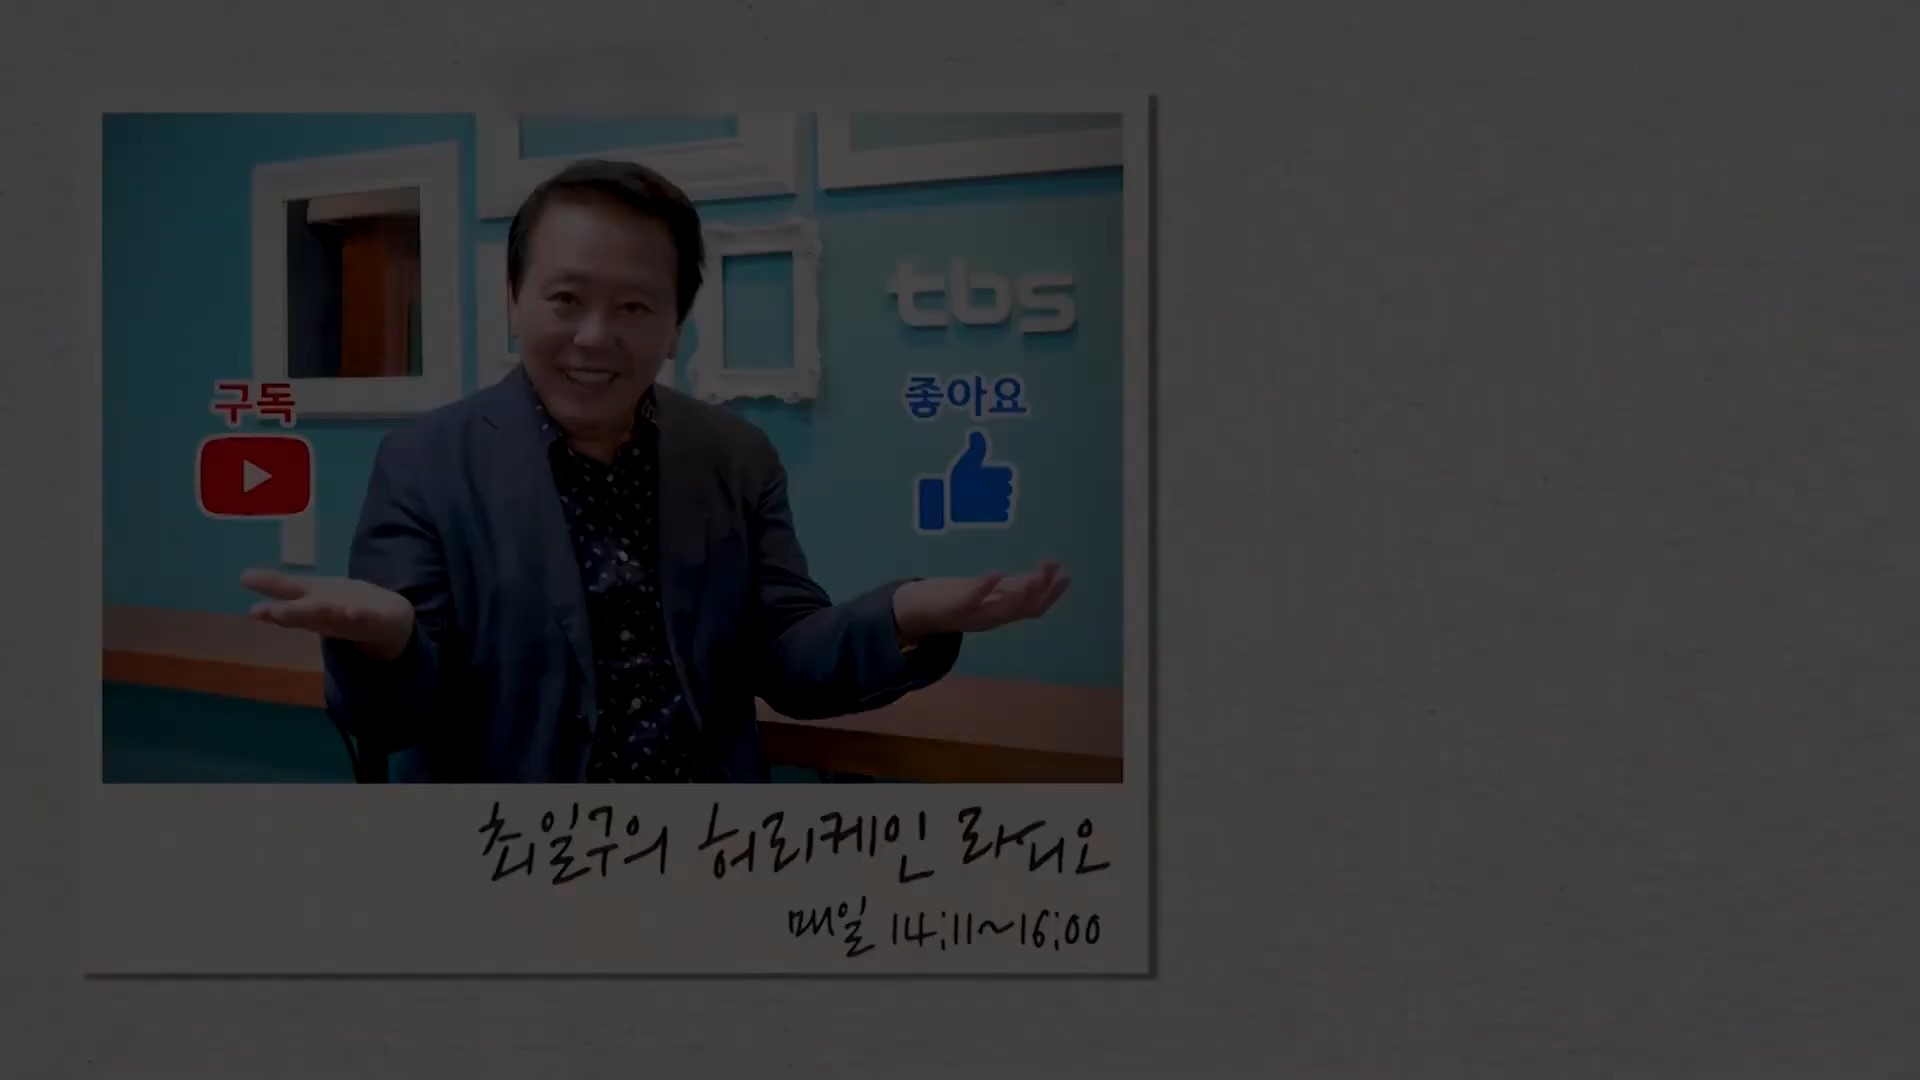 tbs
구독
좋아요
최일구의 허리케인 라디오
매일 14;11~16;00